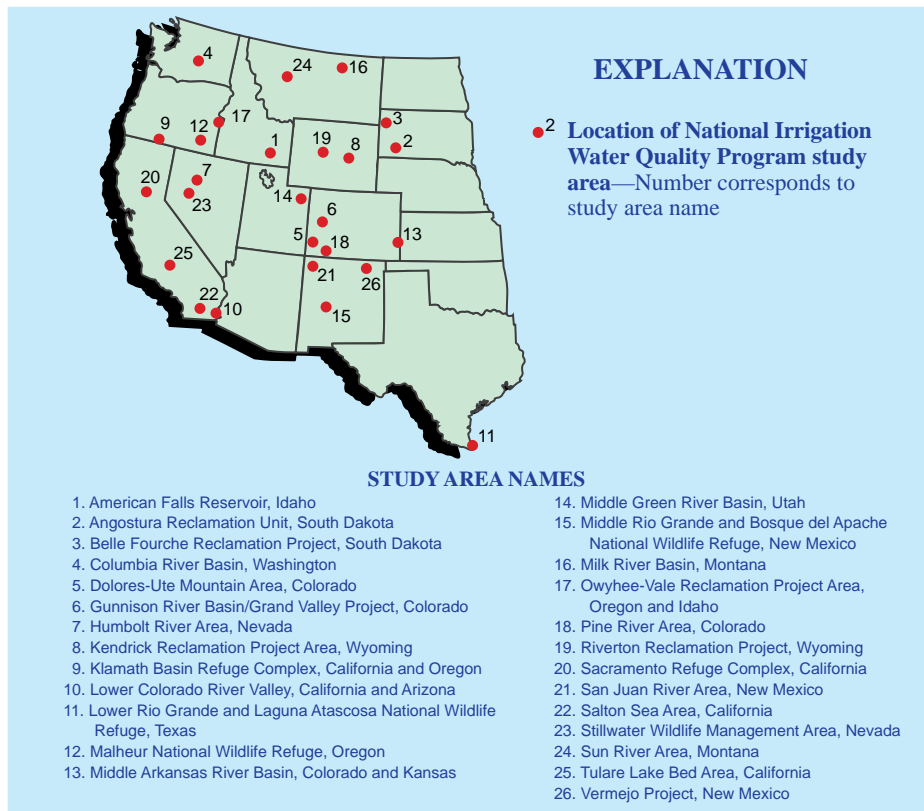 4
24
16
17
9
12
1
19
8
3
2
7
20
23
14
6
5
18
13
25
21
26
22
10
15
11
EXPLANATION
2 Location of National Irrigation
Water Quality Program study
area—Number corresponds to
study area name
STUDY AREA NAMES
1. American Falls Reservoir, Idaho
2. Angostura Reclamation Unit, South Dakota
3. Belle Fourche Reclamation Project, South Dakota
4. Columbia River Basin, Washington
5. Dolores-Ute Mountain Area, Colorado
6. Gunnison River Basin/Grand Valley Project, Colorado
7. Humbolt River Area, Nevada
8. Kendrick Reclamation Project Area, Wyoming
9. Klamath Basin Refuge Complex, California and Oregon
10. Lower Colorado River Valley, California and Arizona
11. Lower Rio Grande and Laguna Atascosa National Wildlife
Refuge, Texas
12. Malheur National Wildlife Refuge, Oregon
13. Middle Arkansas River Basin, Colorado and Kansas
14. Middle Green River Basin, Utah
15. Middle Rio Grande and Bosque del Apache
National Wildlife Refuge, New Mexico
16. Milk River Basin, Montana
17. Owyhee-Vale Reclamation Project Area,
Oregon and Idaho
18. Pine River Area, Colorado
19. Riverton Reclamation Project, Wyoming
20. Sacramento Refuge Complex, California
21. San Juan River Area, New Mexico
22. Salton Sea Area, California
23. Stillwater Wildlife Management Area, Nevada
24. Sun River Area, Montana
25. Tulare Lake Bed Area, California
26. Vermejo Project, New Mexico